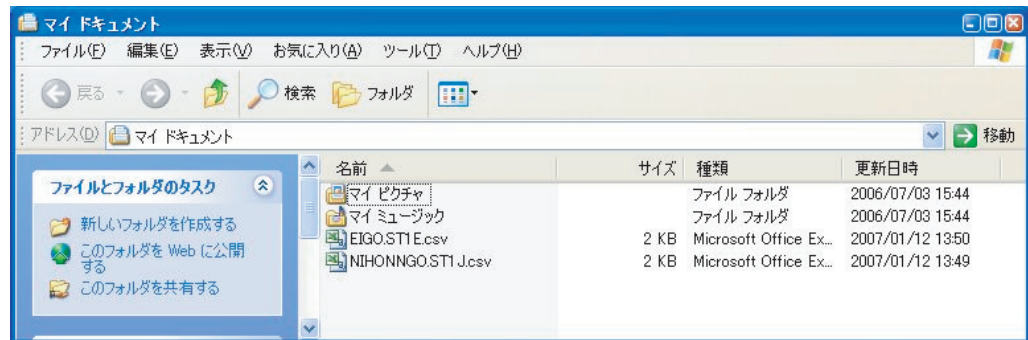 マイ ドキュメント
ファイル(F) 編集(E) 表示(V) お気に入り(A) ツール(T) ヘルプ(H)
戻る 検索 フォルダ
アドレス(D) マイ ドキュメント 移動
ファイルとフォルダのタスク
新しいフォルダを作成する
このフォルダを Web に公開
する
このフォルダを共有する
名前 サイズ 種類 更新日時
マイ ピクチャ ファイル フォルダ 2006/07/03 15:44
マイ ミュージック ファイル フォルダ 2006/07/03 15:44
EIGO.ST1E.csv 2 KB Microsoft Office Ex... 2007/01/12 13:50
NIHONNGO.ST1J.csv 2 KB Microsoft Office Ex... 2007/01/12 13:49